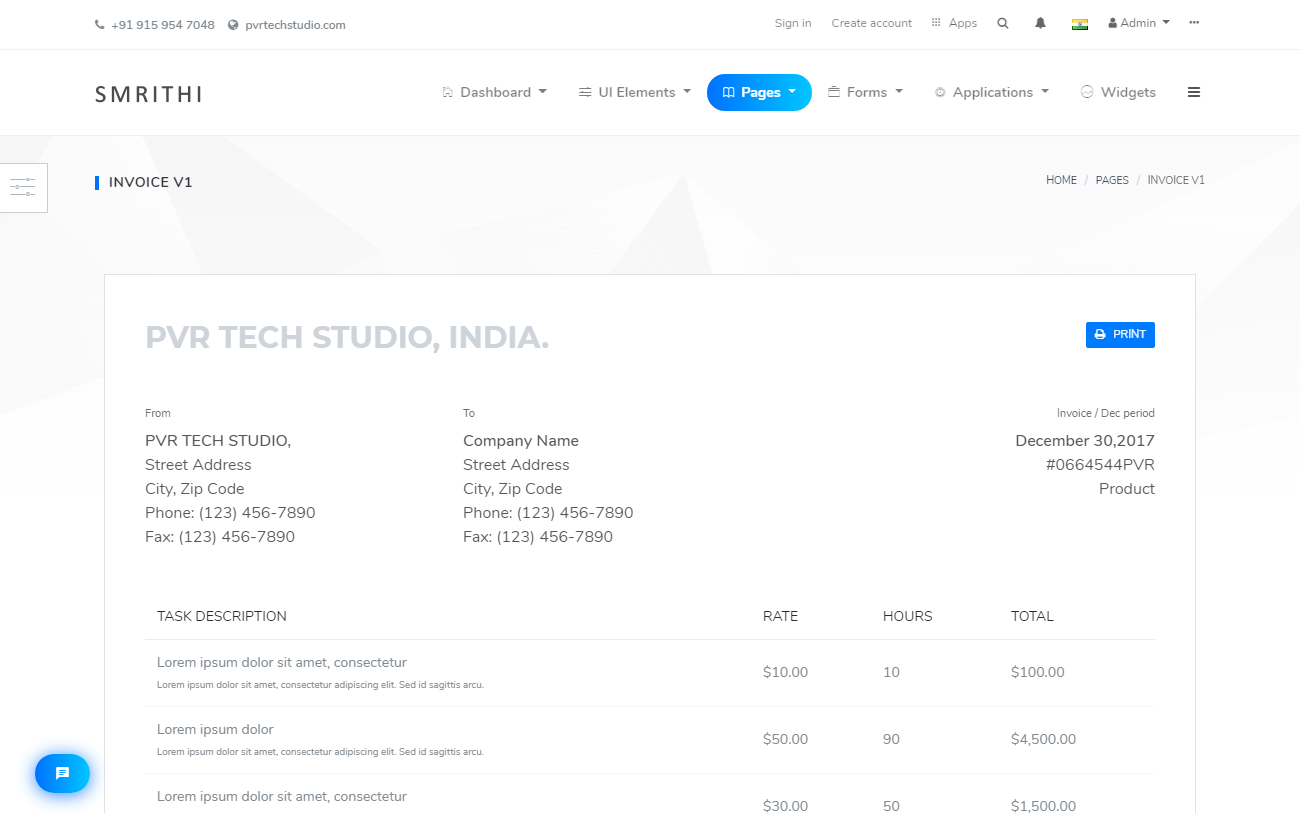 +91 915 954 7048 pvrtechstudio.com Sign in Create account Apps Admin
SMRITHI Dashboard UI Elements Pages Forms Applications Widgets
INVOICE V1 HOME / PAGES / INVOICE V1
PVR TECH STUDIO, INDIA. PRINT
From To Invoice / Dec period
PVR TECH STUDIO, Company Name December 30,2017
Street Address Street Address #0664544PVR
City, Zip Code City, Zip Code Product
Phone: (123) 456-7890 Phone: (123) 456-7890
Fax: (123) 456-7890 Fax: (123) 456-7890
TASK DESCRIPTION RATE HOURS TOTAL
Lorem ipsum dolor sit amet, consectetur
$10.00 10 $100.00
Lorem ipsum dolor sit amet, consectetur adipiscing elit. Sed id sagittis arcu.
Lorem ipsum dolor
$50.00 90 $4,500.00
Lorem ipsum dolor sit amet, consectetur adipiscing elit. Sed id sagittis arcu.
Lorem ipsum dolor sit amet, consectetur
$30.00 50 $1,500.00